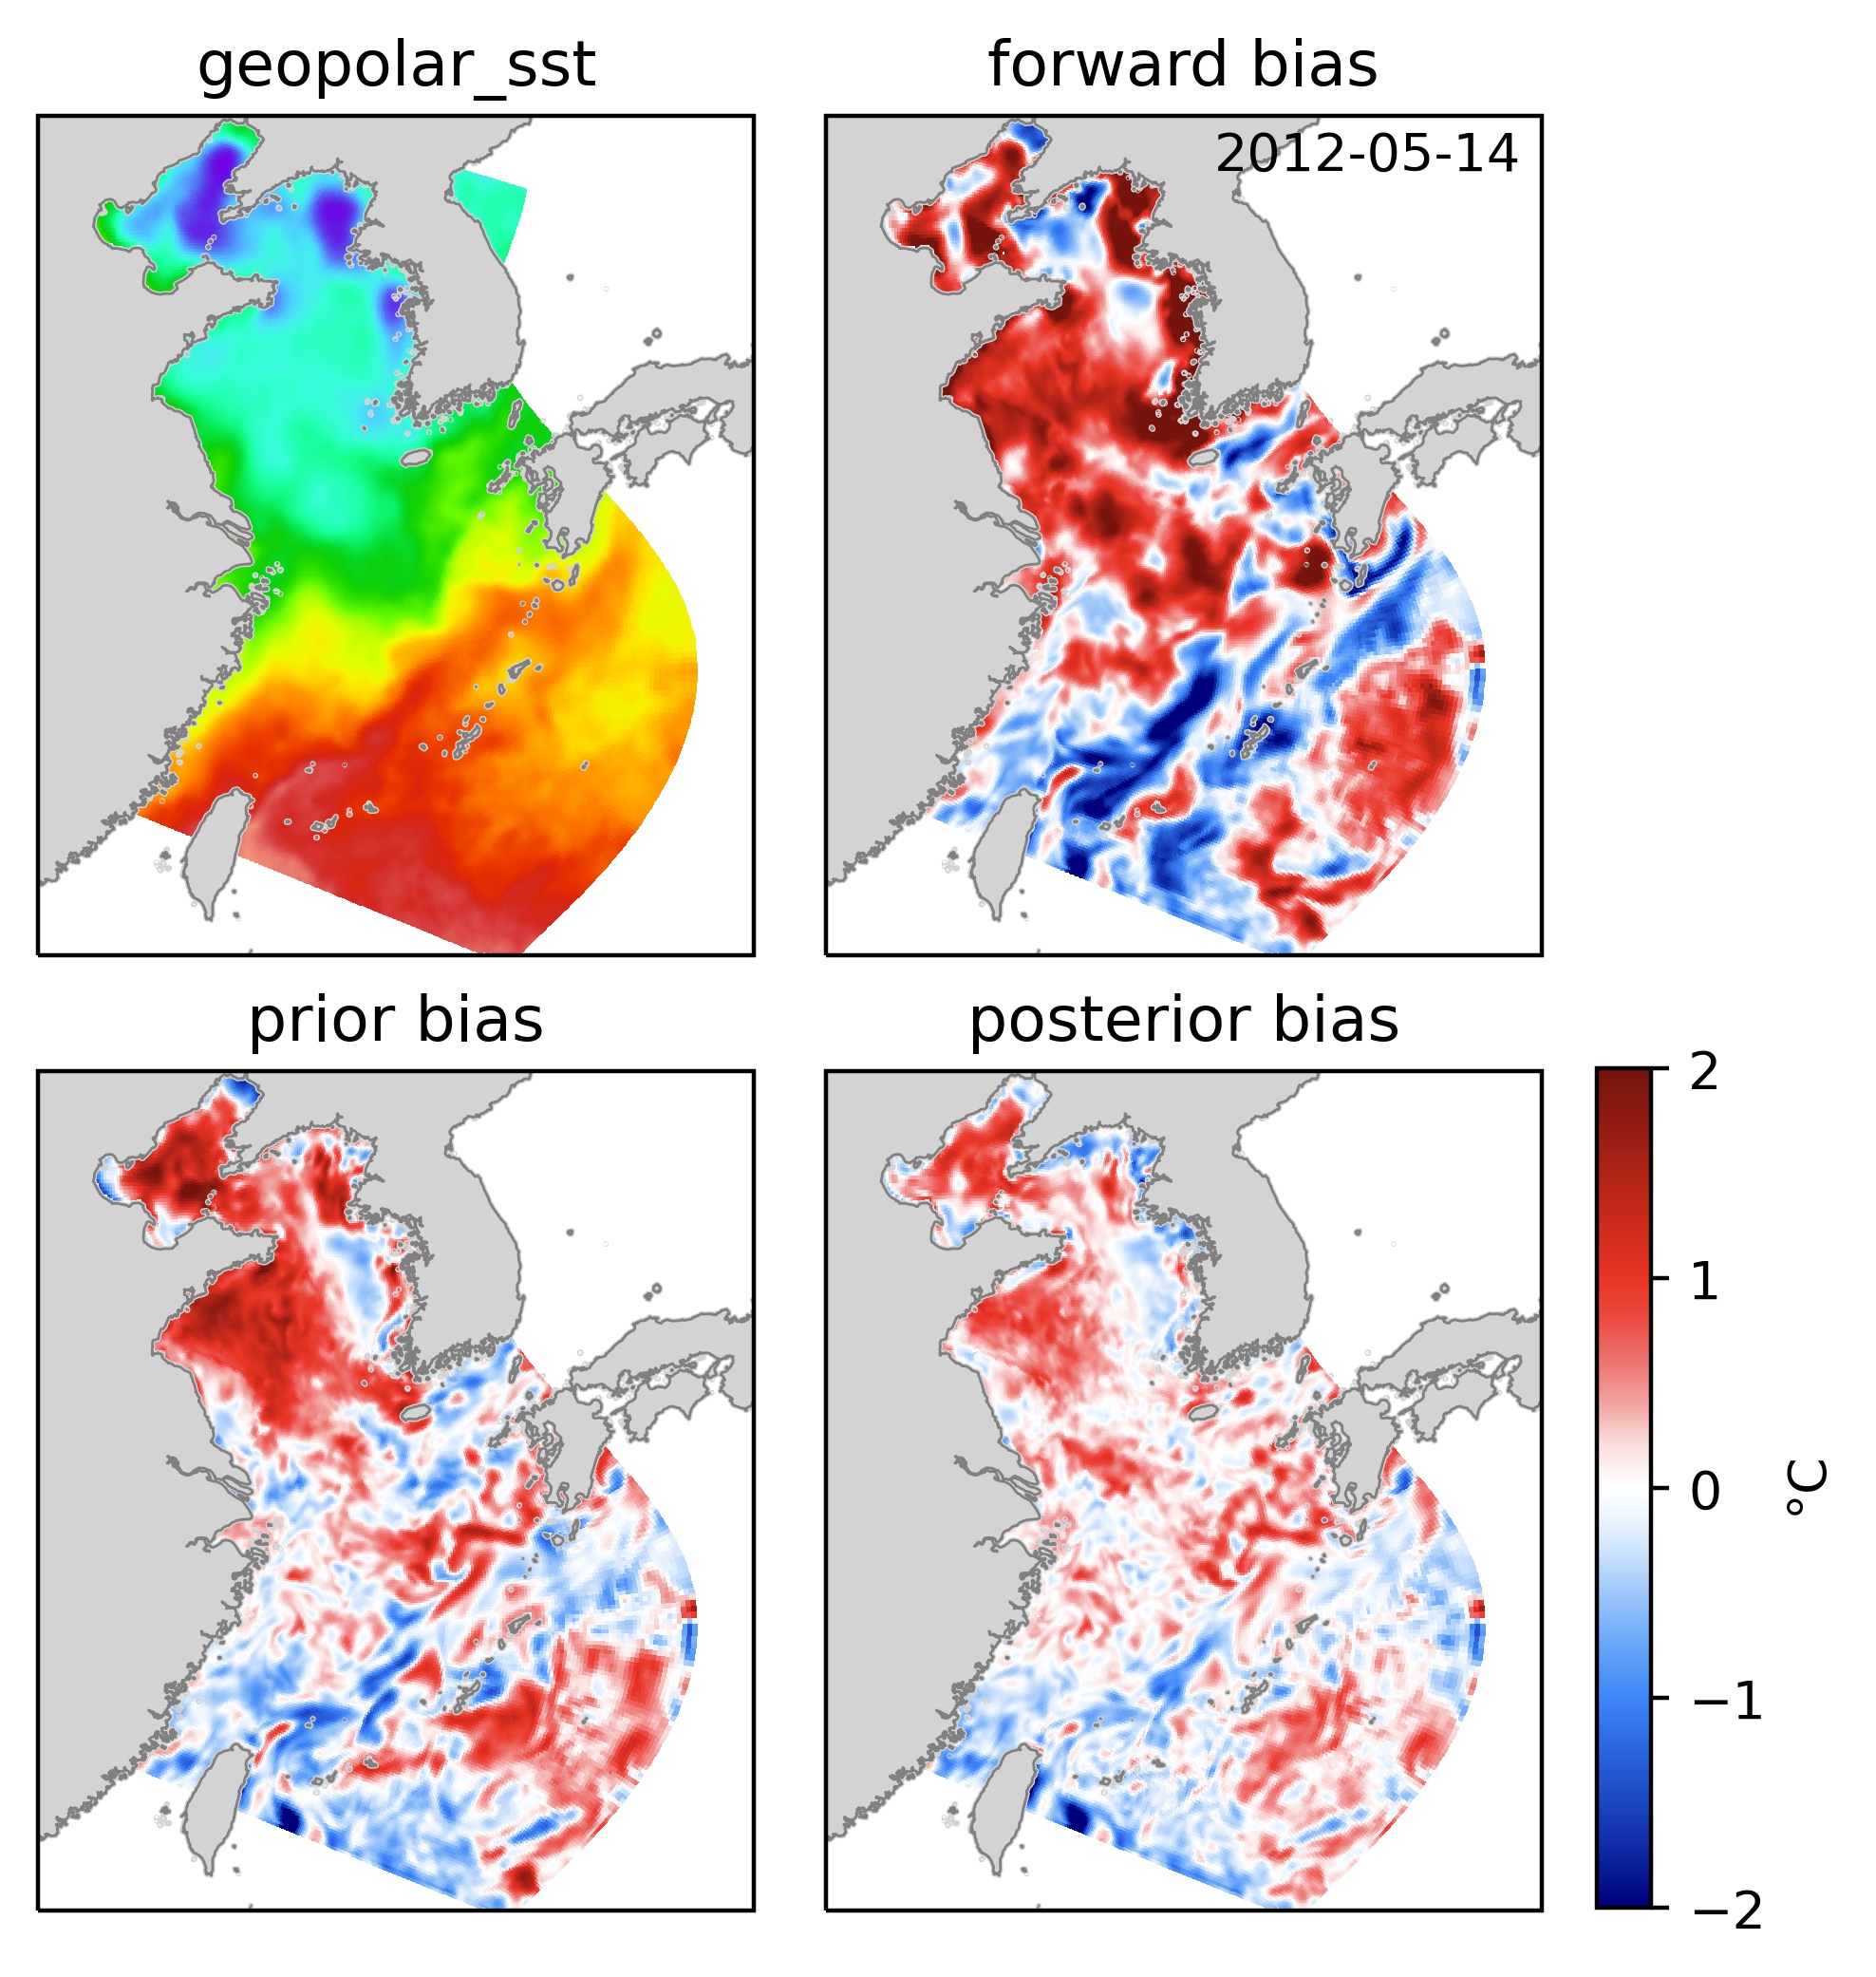 geopolar_sst
forward bias
2012-05-14
prior bias
posterior bias
2
1
0
−1
−2
°C